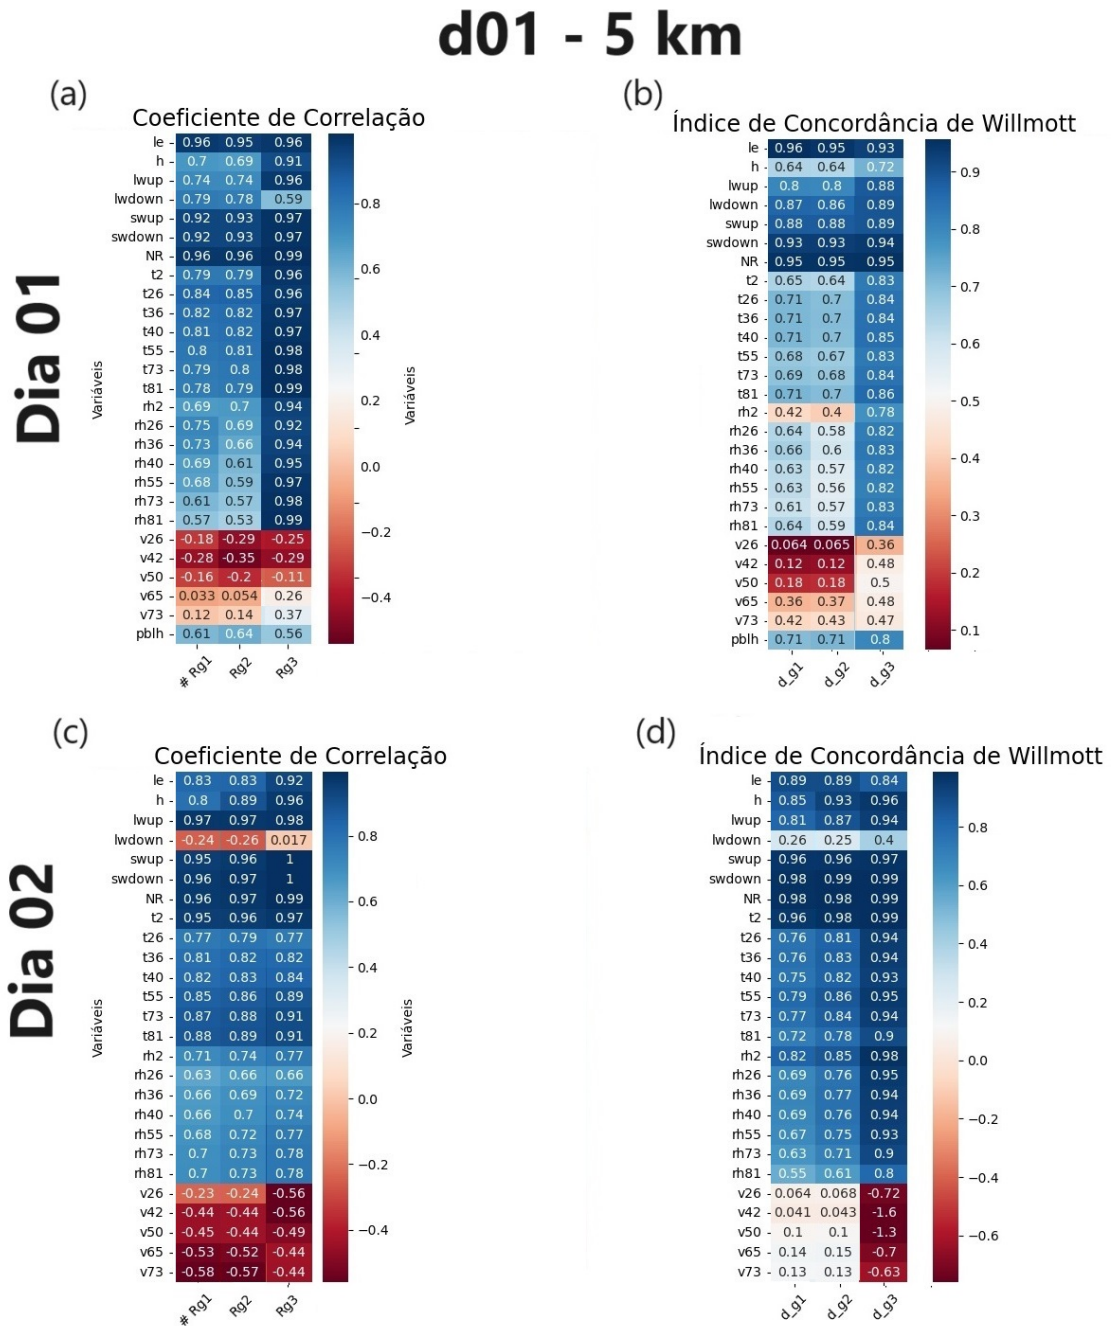 d01 - 5 km
Dia 01
(a)
Coeficiente de Correlação
Variáveis
le 0.96 0.95 0.96
h 0.7 0.69 0.91
lwup 0.74 0.74 0.96
lwdown 0.79 0.78 0.59
swup 0.92 0.93 0.97
swdown 0.92 0.93 0.97
NR 0.96 0.96 0.99
t2 0.79 0.79 0.96
t26 0.84 0.85 0.96
t36 0.82 0.82 0.97
t40 0.81 0.82 0.97
t55 0.8 0.81 0.98
t73 0.79 0.8 0.98
t81 0.78 0.79 0.99
rh2 0.69 0.7 0.94
rh26 0.75 0.69 0.92
rh36 0.73 0.66 0.94
rh40 0.69 0.61 0.95
rh55 0.68 0.59 0.97
rh73 0.61 0.57 0.98
rh81 0.57 0.53 0.99
v26 -0.18 -0.29 -0.25
v42 -0.28 -0.35 -0.29
v50 -0.16 -0.2 -0.11
v65 0.033 0.054 0.26
v73 0.12 0.14 0.37
pblh 0.61 0.64 0.56
# Rg1 Rg2 Rg3
0.8
0.6
0.4
0.2
0.0
−0.2
−0.4
(b)
Índice de Concordância de Willmott
Variáveis
le 0.96 0.95 0.93
h 0.64 0.64 0.72
lwup 0.8 0.8 0.88
lwdown 0.87 0.86 0.89
swup 0.88 0.88 0.89
swdown 0.93 0.93 0.94
NR 0.95 0.95 0.95
t2 0.65 0.64 0.83
t26 0.71 0.7 0.84
t36 0.71 0.7 0.84
t40 0.71 0.7 0.85
t55 0.68 0.67 0.83
t73 0.69 0.68 0.84
t81 0.71 0.7 0.86
rh2 0.42 0.4 0.78
rh26 0.64 0.58 0.82
rh36 0.66 0.6 0.83
rh40 0.63 0.57 0.82
rh55 0.63 0.56 0.82
rh73 0.61 0.57 0.83
rh81 0.64 0.59 0.84
v26 0.064 0.065 0.36
v42 0.12 0.12 0.48
v50 0.18 0.18 0.5
v65 0.36 0.37 0.48
v73 0.42 0.43 0.47
pblh 0.71 0.71 0.8
d_g1 d_g2 d_g3
0.9
0.8
0.7
0.6
0.5
0.4
0.3
0.2
0.1
Dia 02
(c)
Coeficiente de Correlação
Variáveis
le 0.83 0.83 0.92
h 0.8 0.89 0.96
lwup 0.97 0.97 0.98
lwdown -0.24 -0.26 0.017
swup 0.95 0.96 1
swdown 0.96 0.97 1
NR 0.96 0.97 0.99
t2 0.95 0.96 0.97
t26 0.77 0.79 0.77
t36 0.81 0.82 0.82
t40 0.82 0.83 0.84
t55 0.85 0.86 0.89
t73 0.87 0.88 0.91
t81 0.88 0.89 0.91
rh2 0.71 0.74 0.77
rh26 0.63 0.66 0.66
rh36 0.66 0.69 0.72
rh40 0.66 0.7 0.74
rh55 0.68 0.72 0.77
rh73 0.7 0.73 0.78
rh81 0.7 0.73 0.78
v26 -0.23 -0.24 -0.56
v42 -0.44 -0.44 -0.56
v50 -0.45 -0.44 -0.49
v65 -0.53 -0.52 -0.44
v73 -0.58 -0.57 -0.44
# Rg1 Rg2 Rg3
0.8
0.6
0.4
0.2
0.0
−0.2
−0.4
(d)
Índice de Concordância de Willmott
Variáveis
le 0.89 0.89 0.84
h 0.85 0.93 0.96
lwup 0.81 0.87 0.94
lwdown 0.26 0.25 0.4
swup 0.96 0.96 0.97
swdown 0.98 0.99 0.99
NR 0.98 0.98 0.99
t2 0.96 0.98 0.99
t26 0.76 0.81 0.94
t36 0.76 0.83 0.94
t40 0.75 0.82 0.93
t55 0.79 0.86 0.95
t73 0.77 0.84 0.94
t81 0.72 0.78 0.9
rh2 0.82 0.85 0.98
rh26 0.69 0.76 0.95
rh36 0.69 0.77 0.94
rh40 0.69 0.76 0.94
rh55 0.67 0.75 0.93
rh73 0.63 0.71 0.9
rh81 0.55 0.61 0.8
v26 0.064 0.068 -0.72
v42 0.041 0.043 -1.6
v50 0.1 0.1 -1.3
v65 0.14 0.15 -0.7
v73 0.13 0.13 -0.63
d_g1 d_g2 d_g3
0.8
0.6
0.4
0.2
0.0
−0.2
−0.4
−0.6